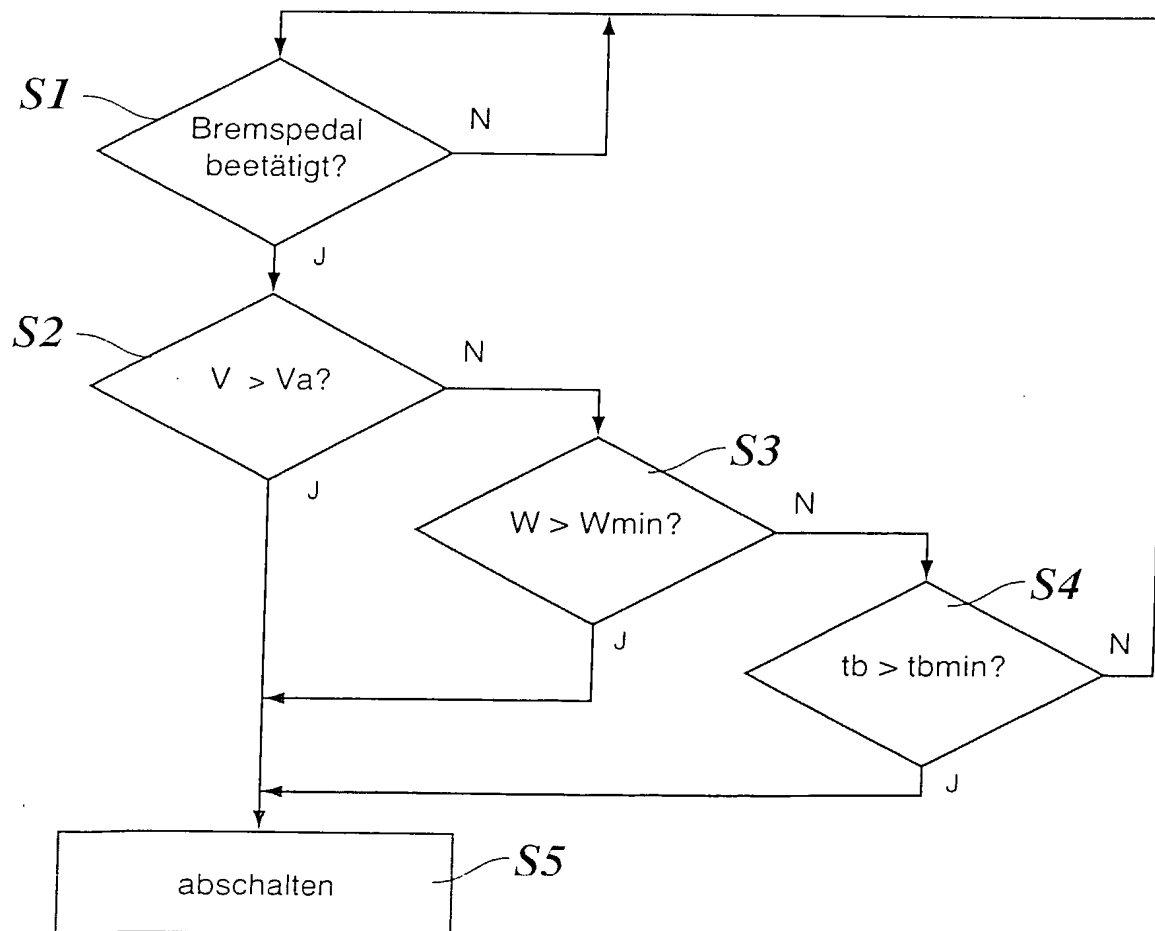 S1
Bremspedal
beetätigt?
N
J
S2
V > Va?
N
J
S3
W > Wmin?
N
J
S4
tb > tbmin?
N
J
S5
abschalten